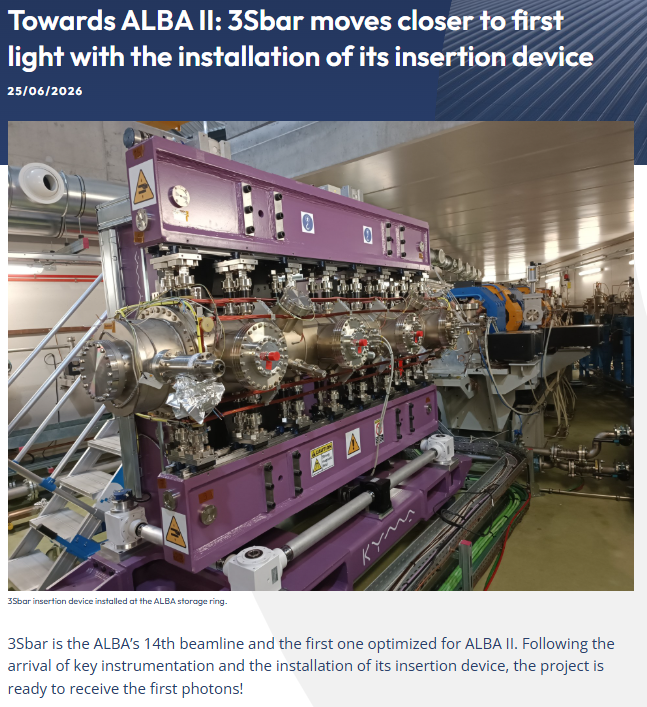 Towards ALBA II: 3Sbar moves closer to first
light with the installation of its insertion device
25/06/2026
CAUTION
KYMA
3Sbar insertion device installed at the ALBA storage ring.
3Sbar is the ALBA's 14th beamline and the first one optimized for ALBA II. Following the
arrival of key instrumentation and the installation of its insertion device, the project is
ready to receive the first photons!